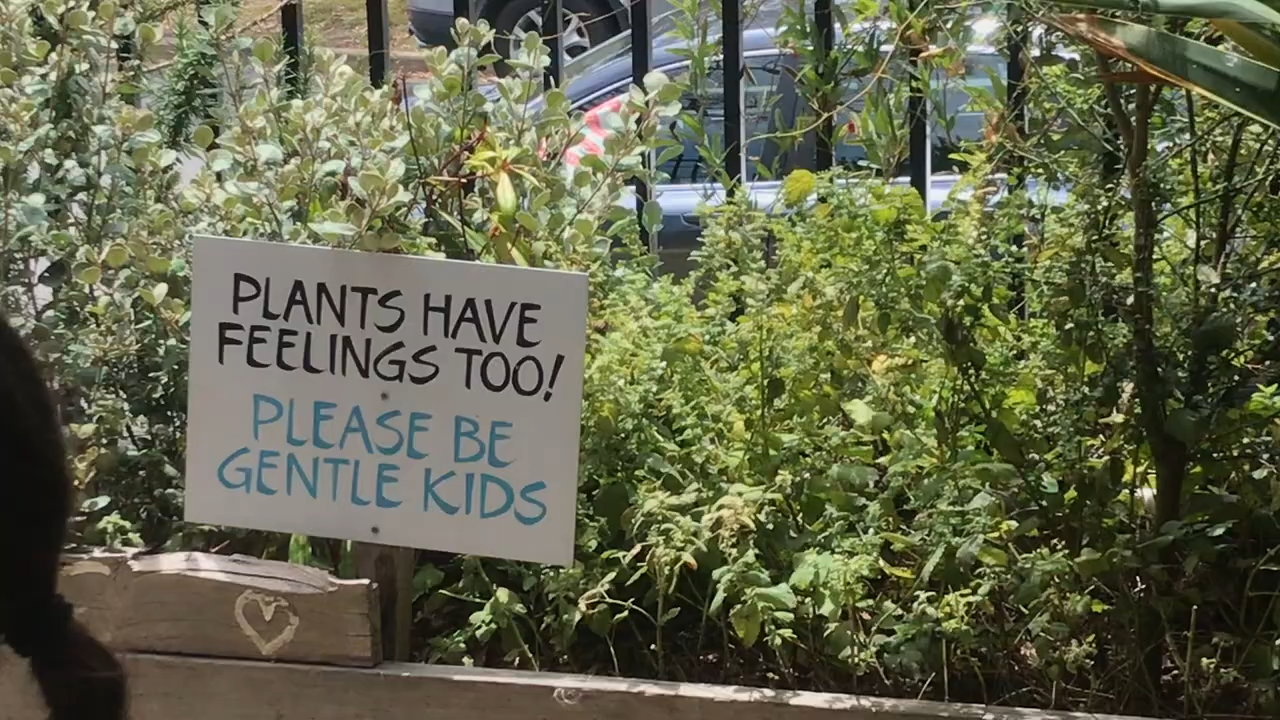 PLANTS HAVE
FEELINGS TOO!
PLEASE BE
GENTLE KIDS